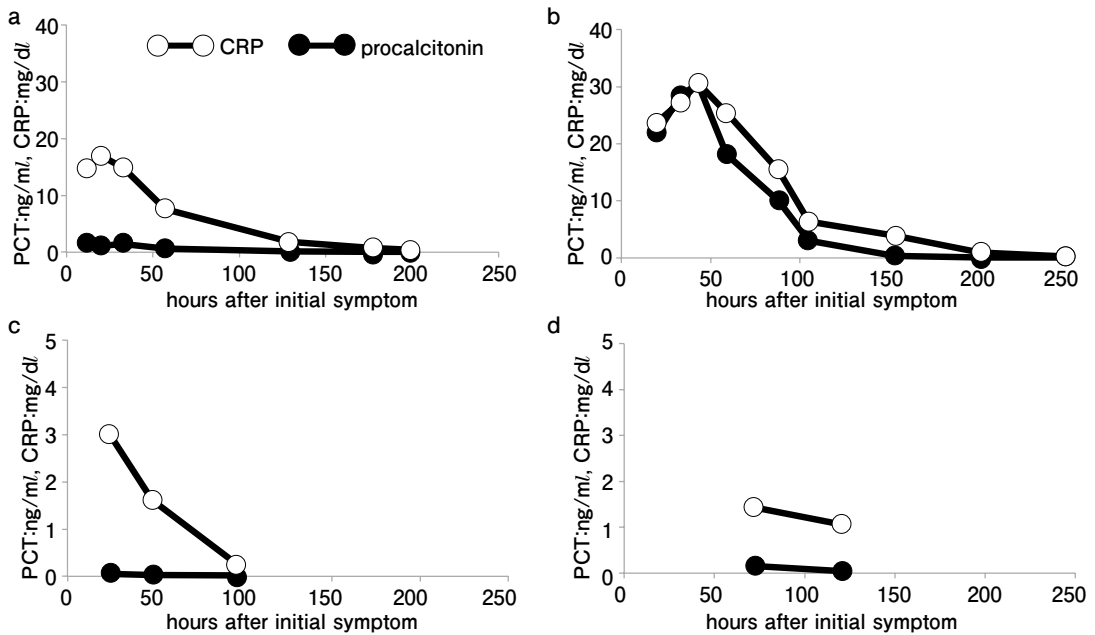 a
CRP
procalcitonin
PCT:ng/ml, CRP:mg/dl
40
30
20
10
0
0 50 100 150 200 250
hours after initial symptom
b
PCT:ng/ml, CRP:mg/dl
40
30
20
10
0
0 50 100 150 200 250
hours after initial symptom
c
PCT:ng/ml, CRP:mg/dl
5
4
3
2
1
0
0 50 100 150 200 250
hours after initial symptom
d
PCT:ng/ml, CRP:mg/dl
5
4
3
2
1
0
0 50 100 150 200 250
hours after initial symptom